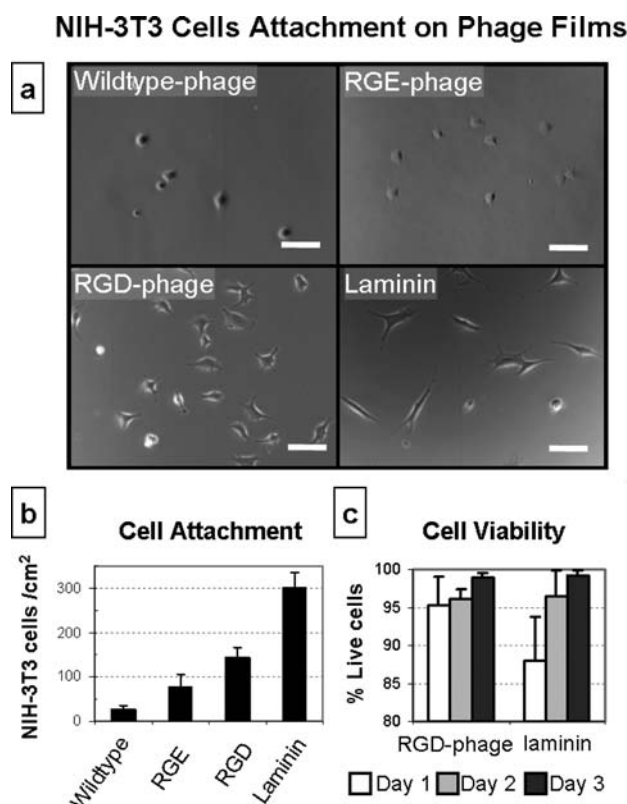 NIH-3T3 Cells Attachment on Phage Films
a
Wildtype-phage
RGE-phage
RGD-phage
Laminin
b
Cell Attachment
NIH-3T3 cells /cm²
300
200
100
0
Wildtype
RGE
RGD
Laminin
c
Cell Viability
% Live cells
100
95
90
85
80
RGD-phage
laminin
Day 1
Day 2
Day 3